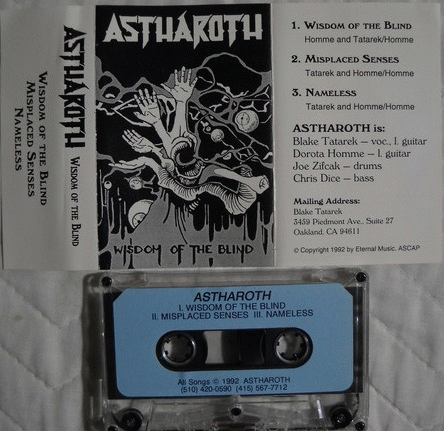 WISDOM OF THE BLIND
MISPLACED SENSES
NAMELESS
ASTHAROTH WISDOM OF THE BLIND
ASTHAROTH
WISDOM OF THE BLIND
1. WISDOM OF THE BLIND
Homme and Tatarek/Homme
2. MISPLACED SENSES
Tatarek and Homme/Homme
3. NAMELESS
Tatarek and Homme/Homme
ASTHAROTH is:
Blake Tatarek – voc., l. guitar
Dorota Homme – l. guitar
Joe Zifcak – drums
Chris Dice – bass
Mailing Address:
Blake Tatarek
3459 Piedmont Ave., Suite 27
Oakland, CA 94611
© Copyright 1992 by Eternal Music. ASCAP
ASTHAROTH
I. WISDOM OF THE BLIND
II. MISPLACED SENSES III. NAMELESS
All Songs © 1992 ASTHAROTH
(510) 420-0590 (415) 567-7712